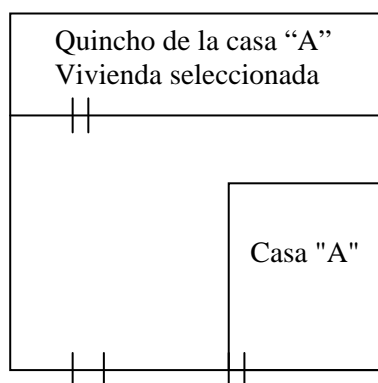 Quincho de la casa “A”
Vivienda seleccionada
Casa "A"